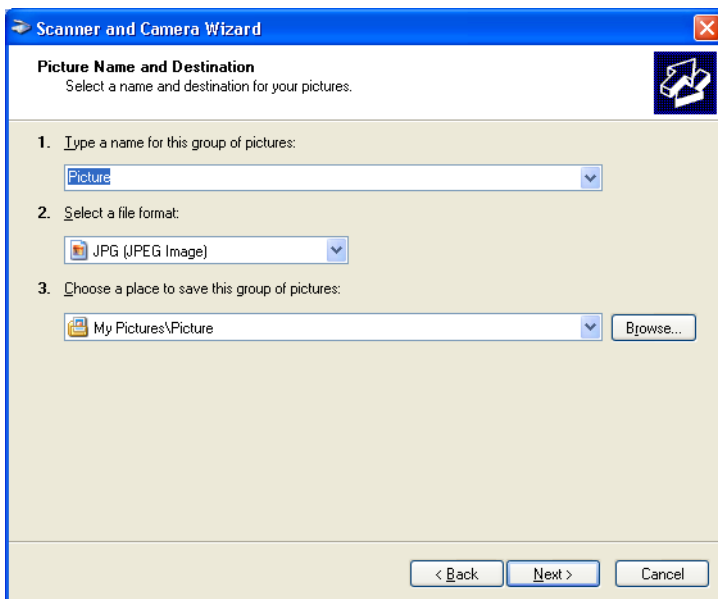 Scanner and Camera Wizard
Picture Name and Destination
Select a name and destination for your pictures.
1. Type a name for this group of pictures:
Picture
2. Select a file format:
JPG (JPEG Image)
3. Choose a place to save this group of pictures:
My Pictures\Picture Browse...
< Back Next > Cancel